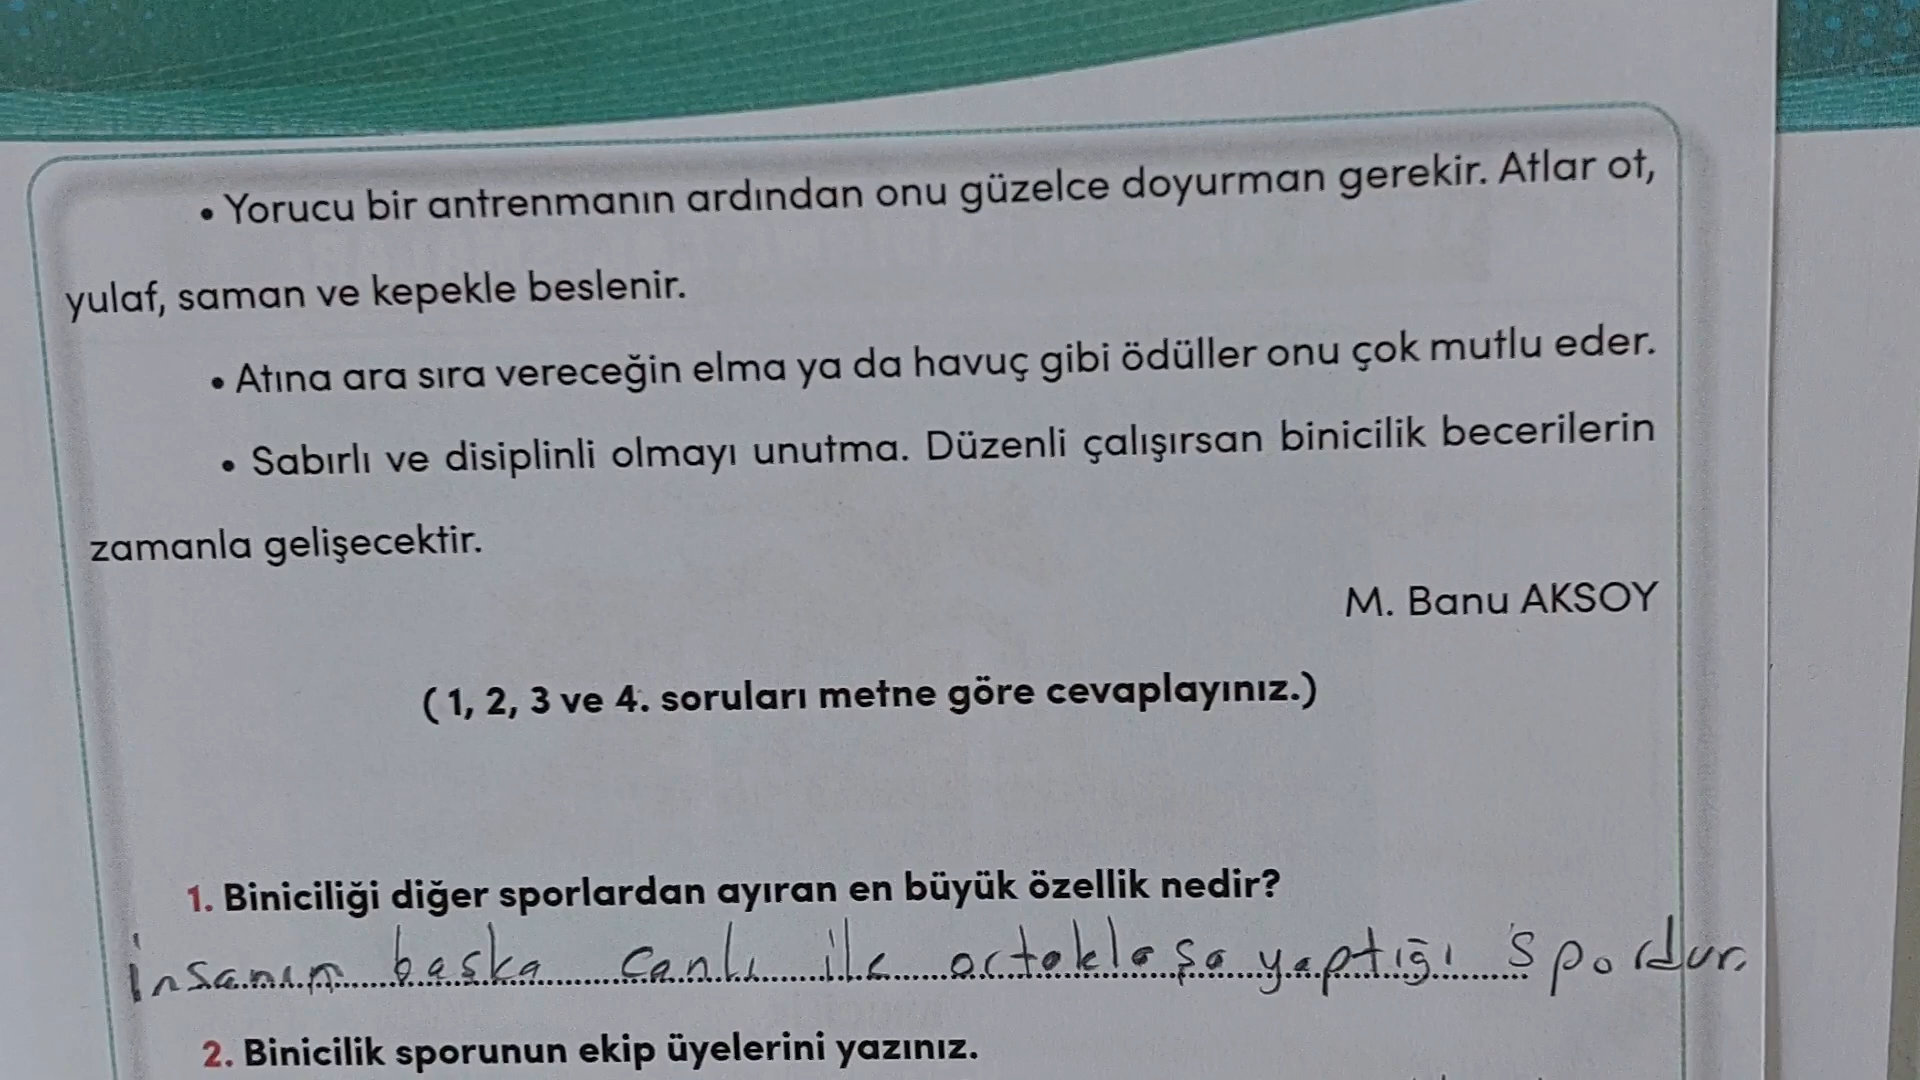 • Yorucu bir antrenmanın ardından onu güzelce doyurman gerekir. Atlar ot,
yulaf, saman ve kepekle beslenir.
• Atına ara sıra vereceğin elma ya da havuç gibi ödüller onu çok mutlu eder.
• Sabırlı ve disiplinli olmayı unutma. Düzenli çalışırsan binicilik becerilerin
zamanla gelişecektir.
M. Banu AKSOY
( 1, 2, 3 ve 4. soruları metne göre cevaplayınız.)
1. Biniciliği diğer sporlardan ayıran en büyük özellik nedir?
İnsanın başka canlı ile ortaklaşa yaptığı spordur.
2. Binicilik sporunun ekip üyelerini yazınız.